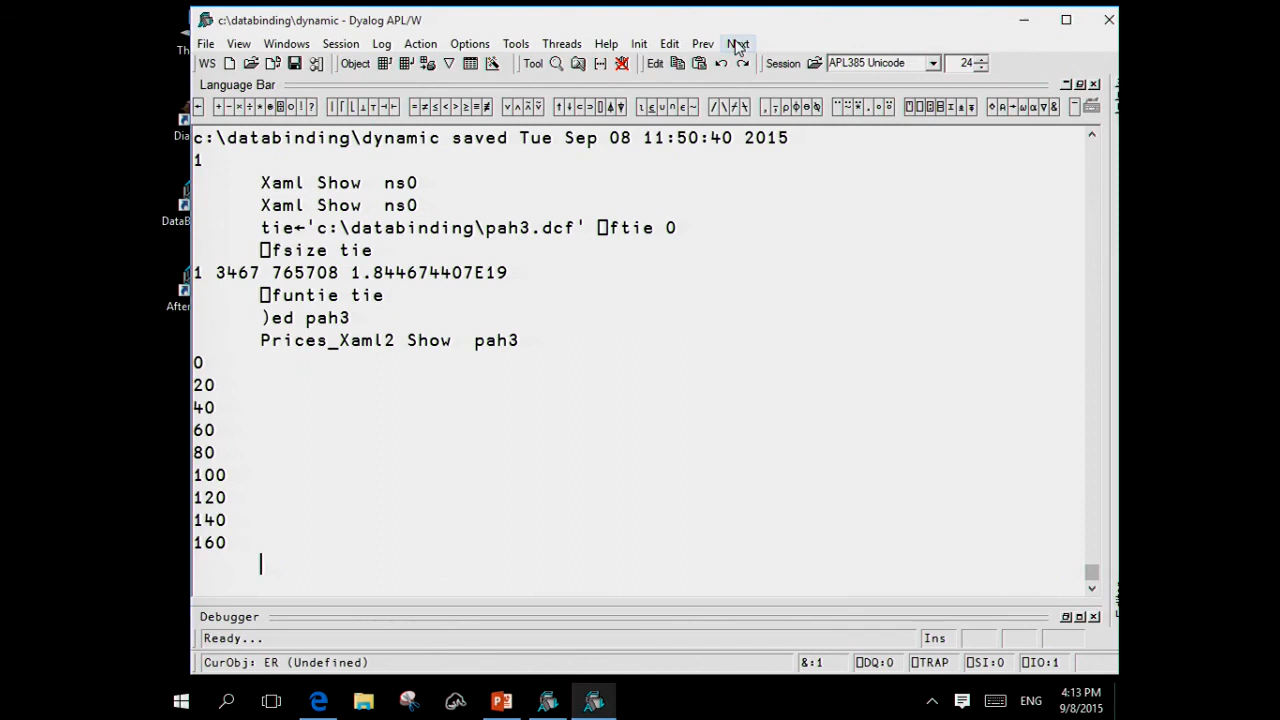 c:\databinding\dynamic - Dyalog APL/W
File View Windows Session Log Action Options Tools Threads Help Init Edit Prev Next
WS Object Tool Edit Session APL385 Unicode 24
Language Bar
c:\databinding\dynamic saved Tue Sep 08 11:50:40 2015
1
Xaml Show ns0
Xaml Show ns0
tie←'c:\databinding\pah3.dcf' ⎕ftie 0
⎕fsize tie
1 3467 765708 1.844674407E19
⎕funtie tie
)ed pah3
Prices_Xaml2 Show pah3
0
20
40
60
80
100
120
140
160
Debugger
Ready...
Ins
CurObj: ER (Undefined)
&:1 ⎕DQ:0 ⎕TRAP ⎕SI:0 ⎕IO:1
ENG
4:13 PM
9/8/2015